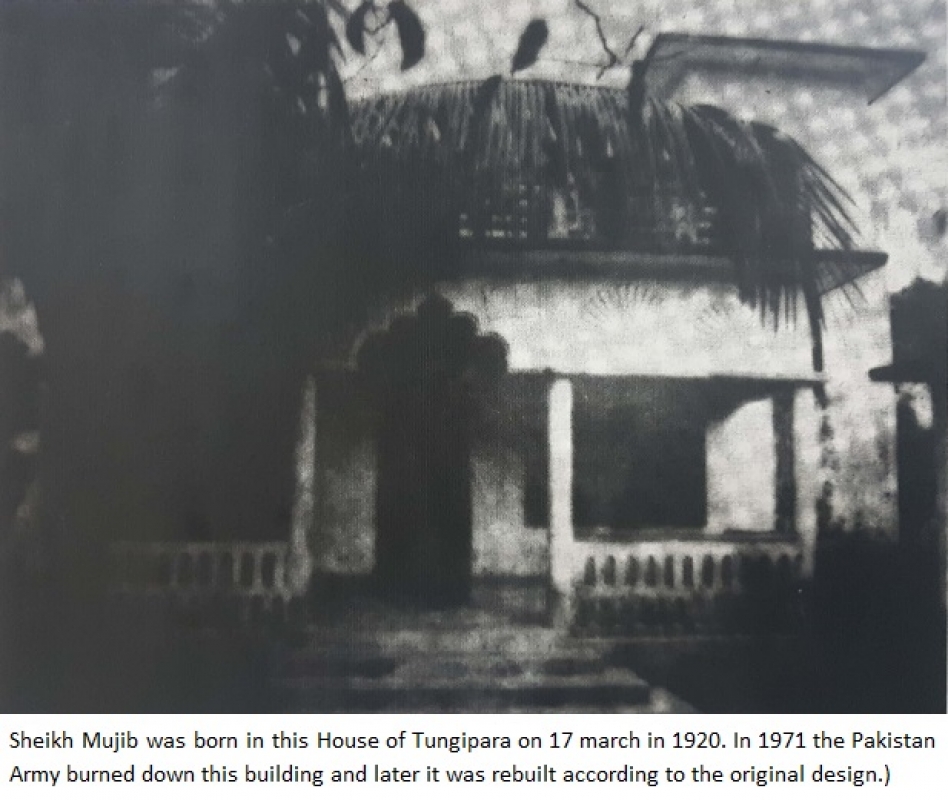 Sheikh Mujib was born in this House of Tungipara on 17 march in 1920. In 1971 the Pakistan
Army burned down this building and later it was rebuilt according to the original design.)